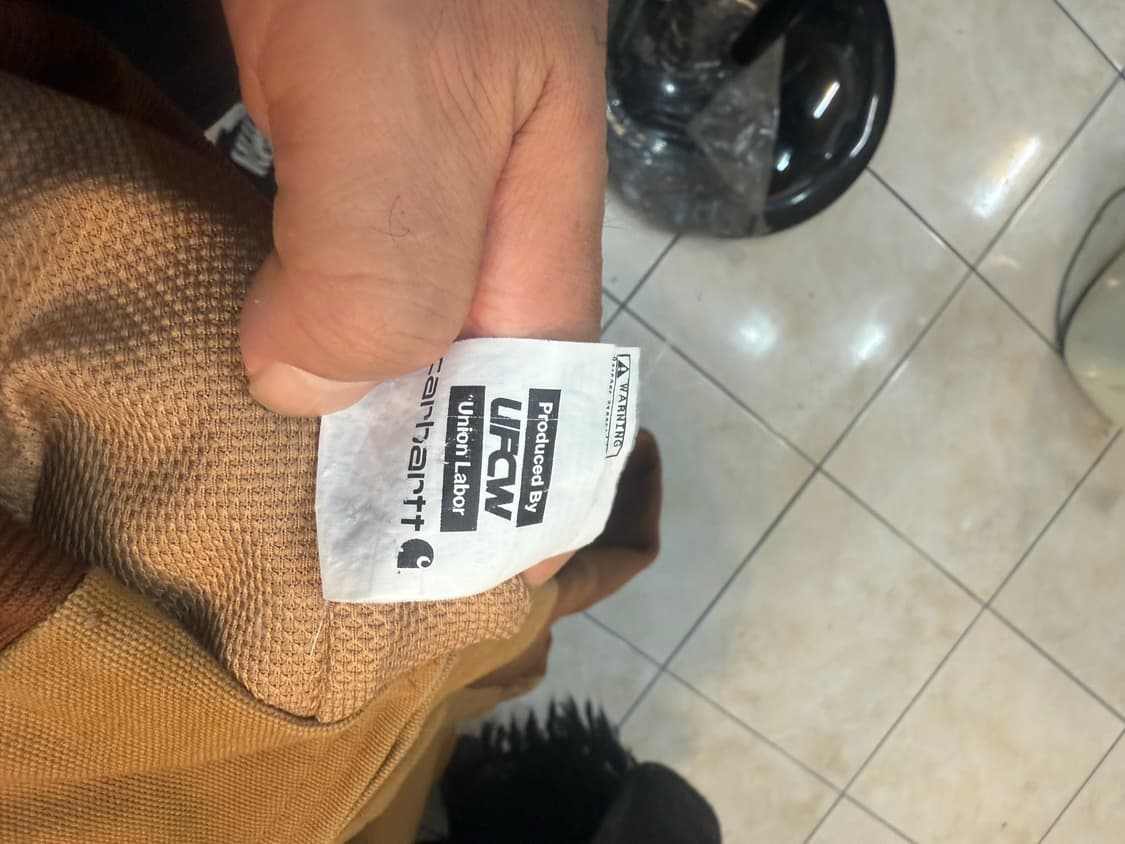 ⚠ WARNING
Produced By
UFCW
Union Labor
carhartt